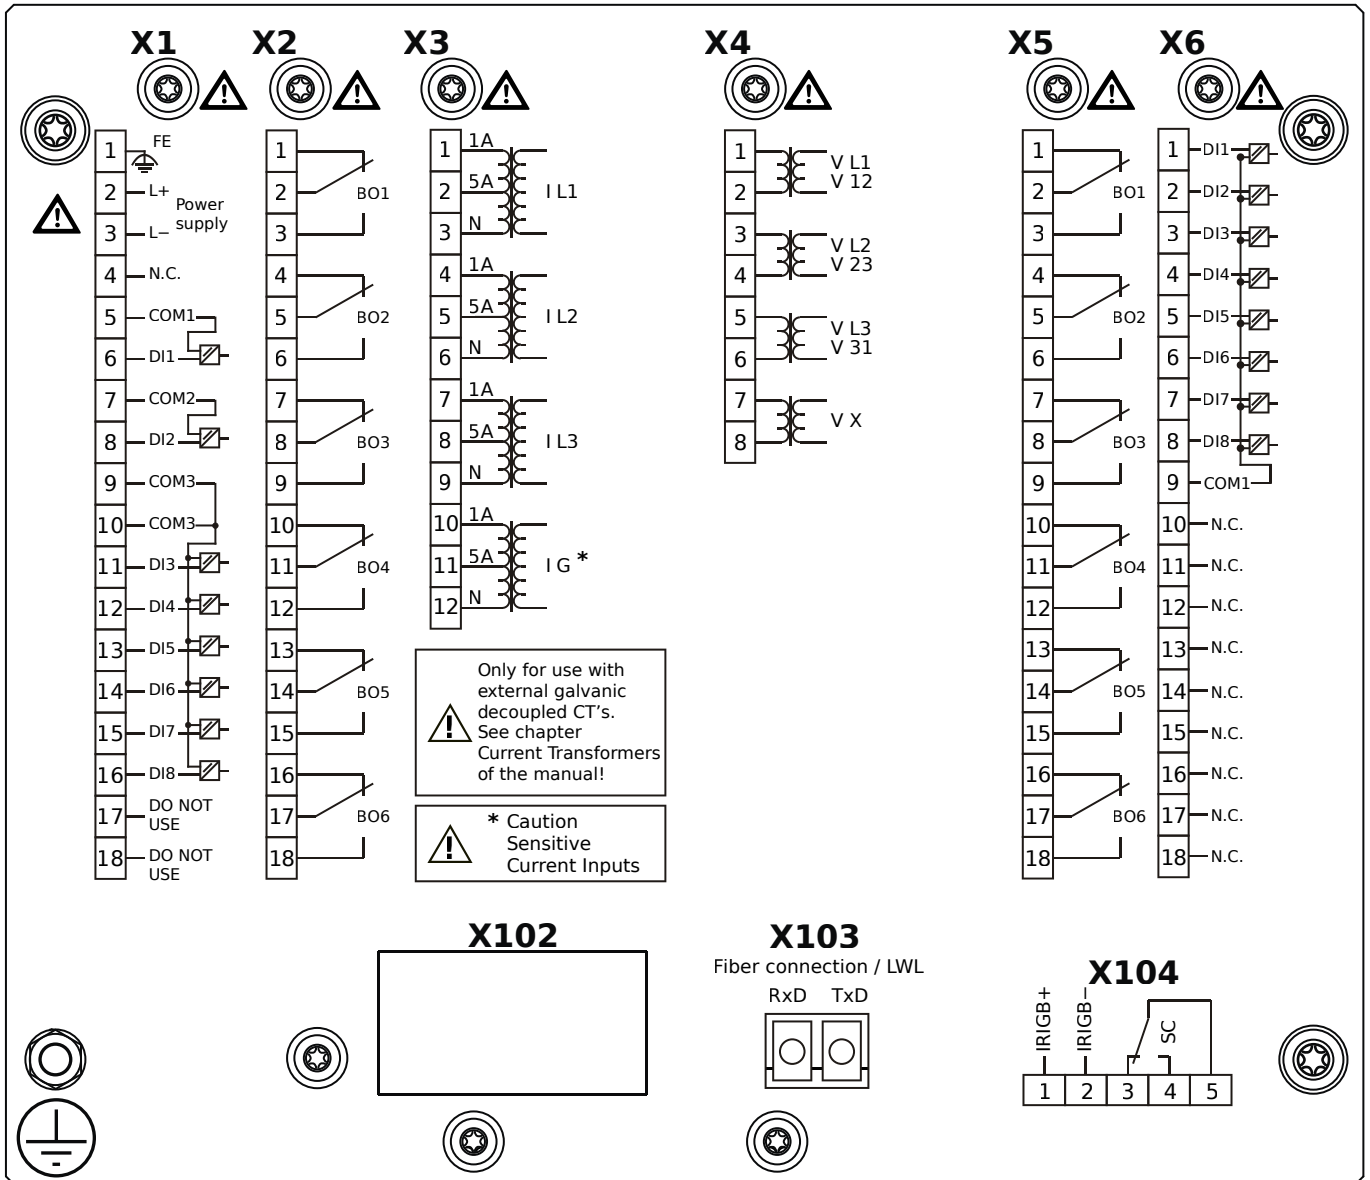 X1
X2
X3
X4
X5
X6
1 FE
2 L+
Power
supply
3 L−
4 N.C.
5 COM1
6 DI1
7 COM2
8 DI2
9 COM3
10 COM3
11 DI3
12 DI4
13 DI5
14 DI6
15 DI7
16 DI8
17 DO NOT
USE
18 DO NOT
USE
1
2 BO1
3
4
5 BO2
6
7
8 BO3
9
10
11 BO4
12
13
14 BO5
15
16
17 BO6
18
1 1A
2 5A I L1
3 N
4 1A
5 5A I L2
6 N
7 1A
8 5A I L3
9 N
10 1A
11 5A I G *
12 N
Only for use with
external galvanic
decoupled CT's.
See chapter
Current Transformers
of the manual!
* Caution
Sensitive
Current Inputs
1 V L1
2 V 12
3 V L2
4 V 23
5 V L3
6 V 31
7 V X
8
1
2 BO1
3
4
5 BO2
6
7
8 BO3
9
10
11 BO4
12
13
14 BO5
15
16
17 BO6
18
1 DI1
2 DI2
3 DI3
4 DI4
5 DI5
6 DI6
7 DI7
8 DI8
9 COM1
10 N.C.
11 N.C.
12 N.C.
13 N.C.
14 N.C.
15 N.C.
16 N.C.
17 N.C.
18 N.C.
X102
X103
Fiber connection / LWL
RxD TxD
X104
IRIGB+
IRIGB−
SC
1 2 3 4 5